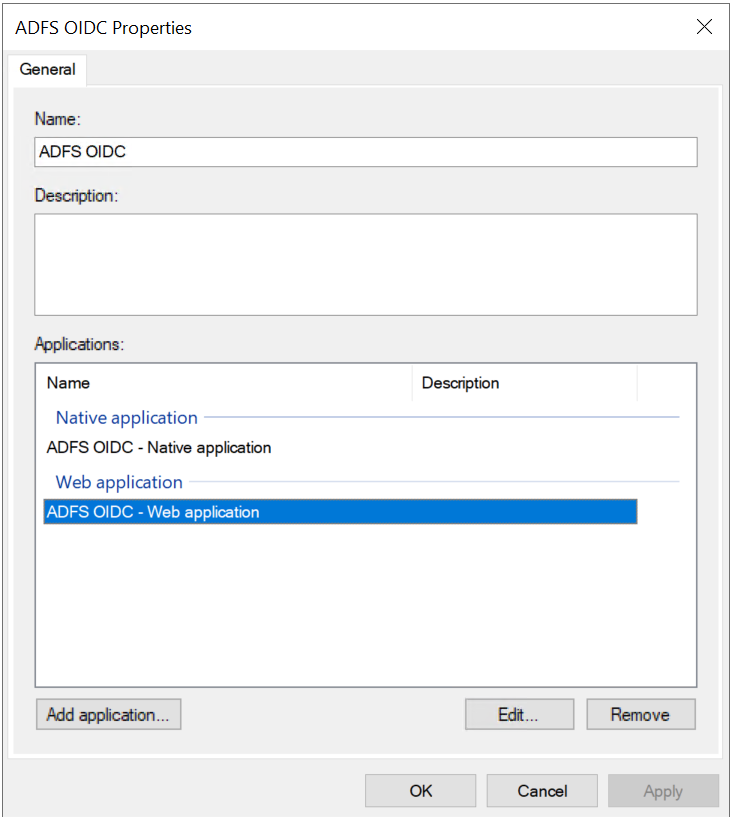 ADFS OIDC Properties
General
Name:
ADFS OIDC
Description:
Applications:
Name Description
Native application
ADFS OIDC - Native application
Web application
ADFS OIDC - Web application
Add application... Edit... Remove
OK Cancel Apply